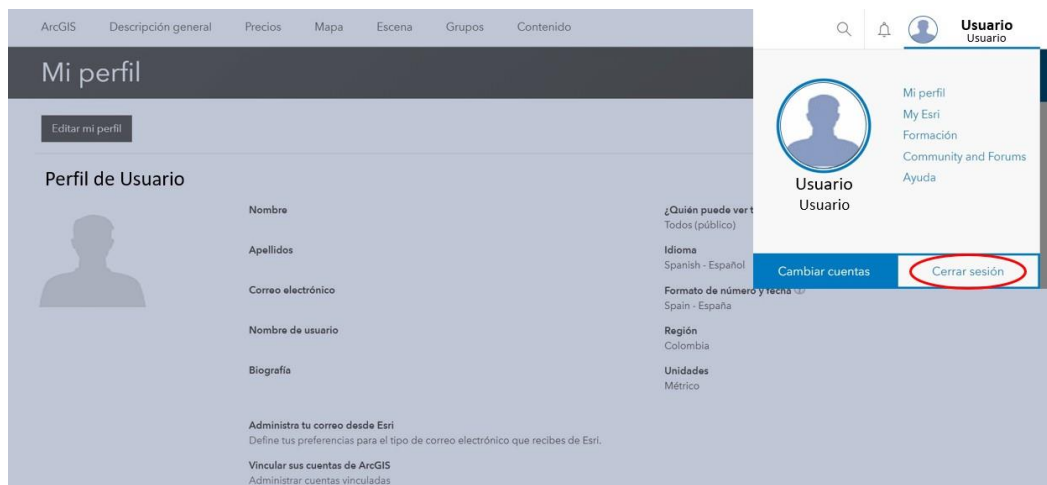 ArcGIS Descripción general Precios Mapa Escena Grupos Contenido
Usuario
Usuario
Mi perfil
Editar mi perfil
Perfil de Usuario
Nombre
Apellidos
Correo electrónico
Nombre de usuario
Biografía
Administra tu correo desde Esri
Define tus preferencias para el tipo de correo electrónico que recibes de Esri.
Vincular sus cuentas de ArcGIS
Administrar cuentas vinculadas
¿Quién puede ver t
Todos (público)
Idioma
Spanish - Español
Formato de número y fecha
Spain - España
Región
Colombia
Unidades
Métrico
Usuario
Usuario
Mi perfil
My Esri
Formación
Community and Forums
Ayuda
Cambiar cuentas
Cerrar sesión